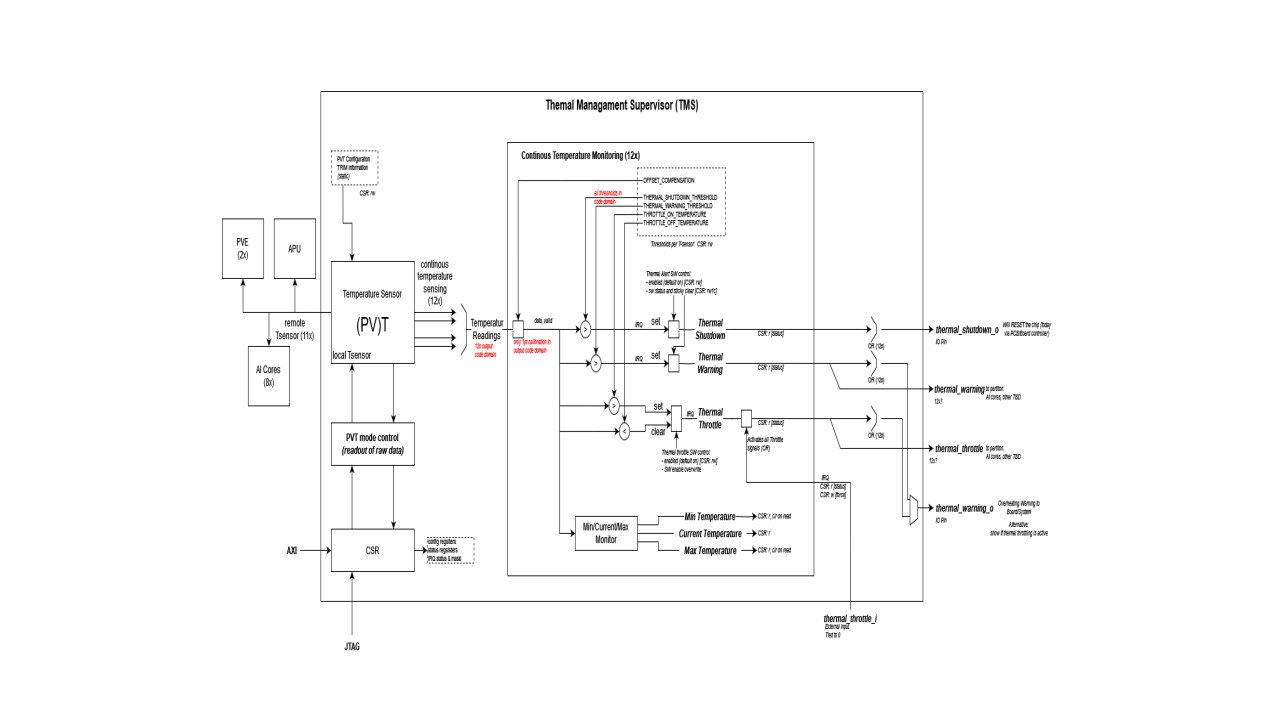 Themal Managament Supervisor (TMS)
PVT Configuration
TRIM information
(static)
CSR: rw
PVE
(2x)
APU
AI Cores
(8x)
remote
Tsensor (11x)
Temperature Sensor
(PV)T
local Tsensor
continous
temperature
sensing
(12x)
Temperatur
Readings
12x output
code domain
PVT mode control
(readout of raw data)
AXI
CSR
config registers
status regisiters
IRQ status & mask
JTAG
Continous Temperature Monitoring (12x)
all thresholds in
code domain
OFFSET_COMPENSATION
THERMAL_SHUTDOWN_THRESHOLD
THERMAL_WARNING_THRESHOLD
THROTTLE_ON_TEMPERATURE
THROTTLE_OFF_TEMPERATURE
Thresholds per T-sensor: CSR: rw
Thermal Alert SW control:
- enabled (default on) [CSR: rw]
- sw status and sticky clear [CSR: rw1c]
data, valid
only 1pt calibration in
output code domain
>
IRQ
set
Thermal
Shutdown
CSR: r [status]
OR (12x)
thermal_shutdown_o
IO Pin
Will RESET the chip (today
via PCB/Board controller)
>
IRQ
set
Thermal
Warning
CSR: r [status]
OR (12x)
thermal_warning
12x?
to partition:
AI cores, other TBD
>
set
<
clear
IRQ
Thermal
Throttle
CSR: r [status]
OR (12x)
Activates all Throttle
signals (OR)
Thermal throttle SW control:
- enabled (default on) [CSR: rw]
- SW enable overwrite
thermal_throttle
12x?
to partition:
AI cores, other TBD
IRQ
CSR: r [status]
CSR: w [force]
thermal_warning_o
IO Pin
Overheating Warning to
Board/System
Alternative:
show if thermal throttling is active
Min/Current/Max
Monitor
Min Temperature
CSR: r, clr on read
Current Temperature
CSR: r
Max Temperature
CSR: r, clr on read
thermal_throttle_i
External Input
Tied to 0